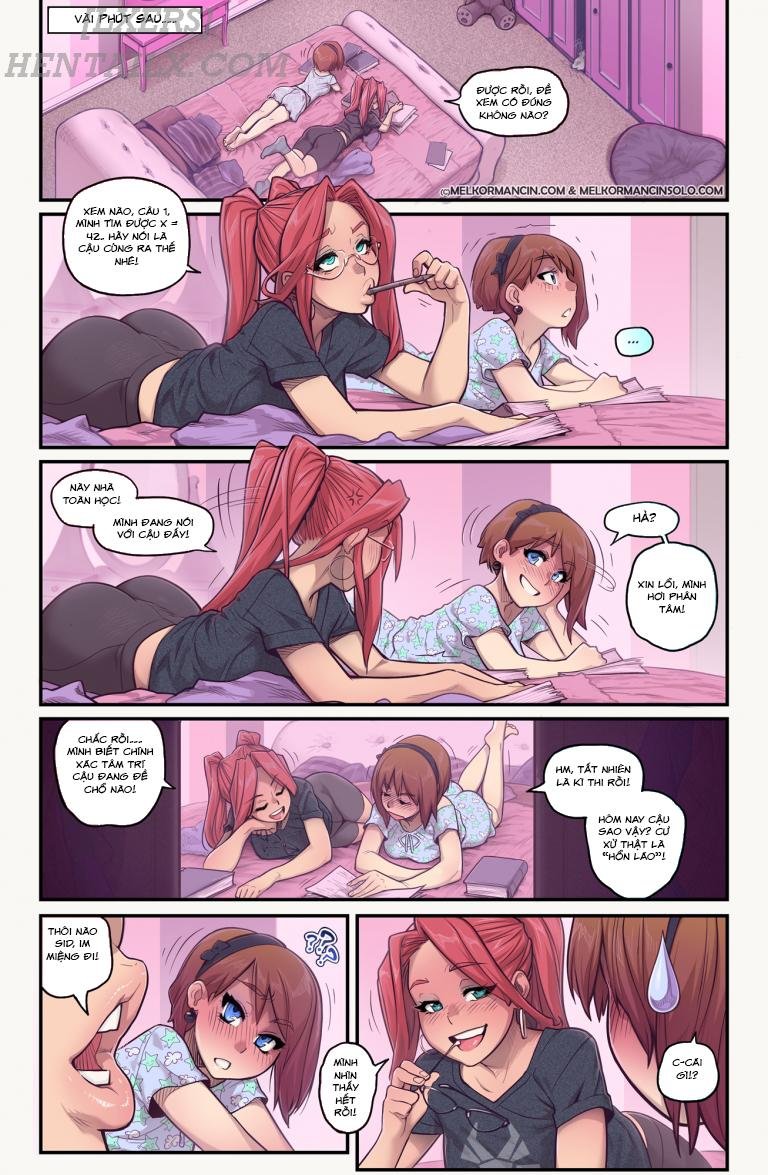 VÀI PHÚT SAU.....
[LXERS
HENTAILX.COM
ĐƯỢC RỒI, ĐỂ
XEM CÓ ĐÚNG
KHÔNG NÀO?
©MELKORMANCIN.COM & MELKORMANCINSOLO.COM
XEM NÀO, CÂU 1,
MÌNH TÌM ĐƯỢC X =
42.. HÃY NÓI LÀ
CẬU CŨNG RA THẾ
NHÉ!
...
NÀY NHÀ
TOÁN HỌC!
MÌNH ĐANG NÓI
VỚI CẬU ĐẤY!
HẢ?
XIN LỖI, MÌNH
HƠI PHÂN
TÂM!
CHẮC RỒI.....
MÌNH BIẾT CHÍNH
XÁC TÂM TRÍ
CẬU ĐANG ĐỂ
CHỔ NÀO!
HM, TẤT NHIÊN
LÀ KÌ THI RỒI!
HÔM NAY CẬU
SAO VẬY? CƯ
XỬ THẬT LÀ
"HỔN LÁO"!
THÔI NÀO
SID, IM
MIỆNG ĐI!
???
MÌNH
NHÌN THẤY
HẾT RỒI!
C-CÁI
GÌ!?